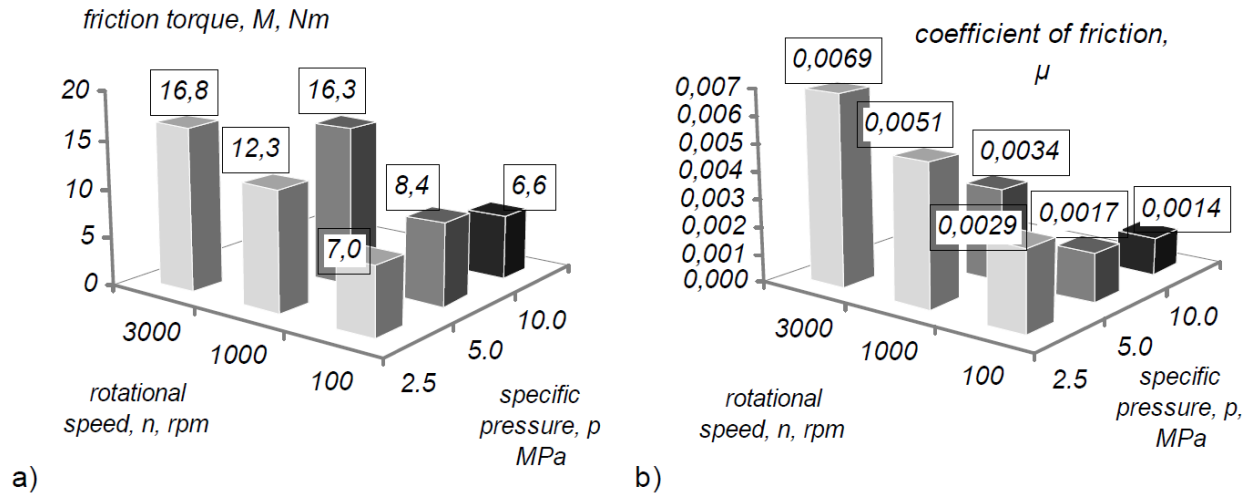 friction torque, M, Nm
20
15
10
5
0
16,8
12,3
7,0
16,3
8,4
6,6
3000
1000
100
2.5
5.0
10.0
rotational
speed, n, rpm
specific
pressure, p
MPa
a)
coefficient of friction,
μ
0,007
0,006
0,005
0,004
0,003
0,002
0,001
0,000
0,0069
0,0051
0,0029
0,0034
0,0017
0,0014
3000
1000
100
2.5
5.0
10.0
rotational
speed, n, rpm
specific
pressure, p,
MPa
b)